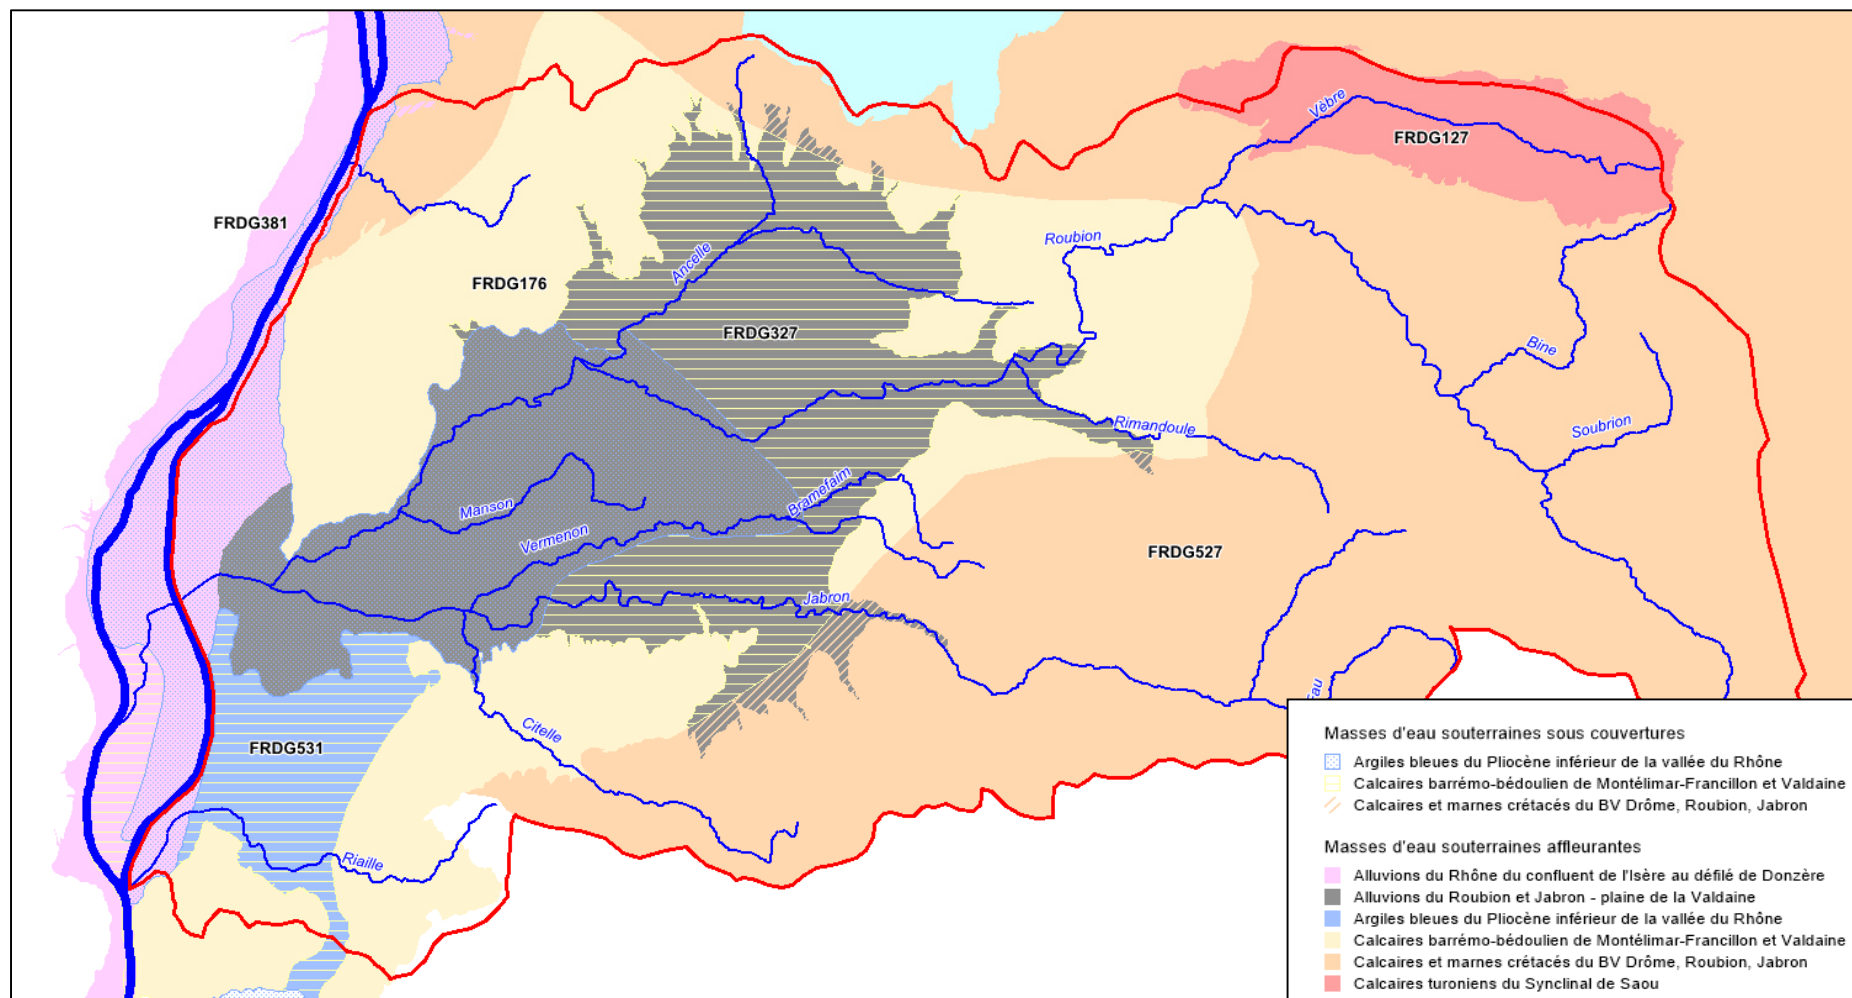 Vèbre
FRDG127
FRDG381
Roubion
Ancelle
FRDG176
FRDG327
Bine
Rimandoule
Soubrion
Bramefaim
Manson
Vermenon
FRDG527
Jabron
Citelle
FRDG531
Riaille
Masses d'eau souterraines sous couvertures
Argiles bleues du Pliocène inférieur de la vallée du Rhône
Calcaires barrémo-bédoulien de Montélimar-Francillon et Valdaine
Calcaires et marnes crétacés du BV Drôme, Roubion, Jabron
Masses d'eau souterraines affleurantes
Alluvions du Rhône du confluent de l'Isère au défilé de Donzère
Alluvions du Roubion et Jabron - plaine de la Valdaine
Argiles bleues du Pliocène inférieur de la vallée du Rhône
Calcaires barrémo-bédoulien de Montélimar-Francillon et Valdaine
Calcaires et marnes crétacés du BV Drôme, Roubion, Jabron
Calcaires turoniens du Synclinal de Saou